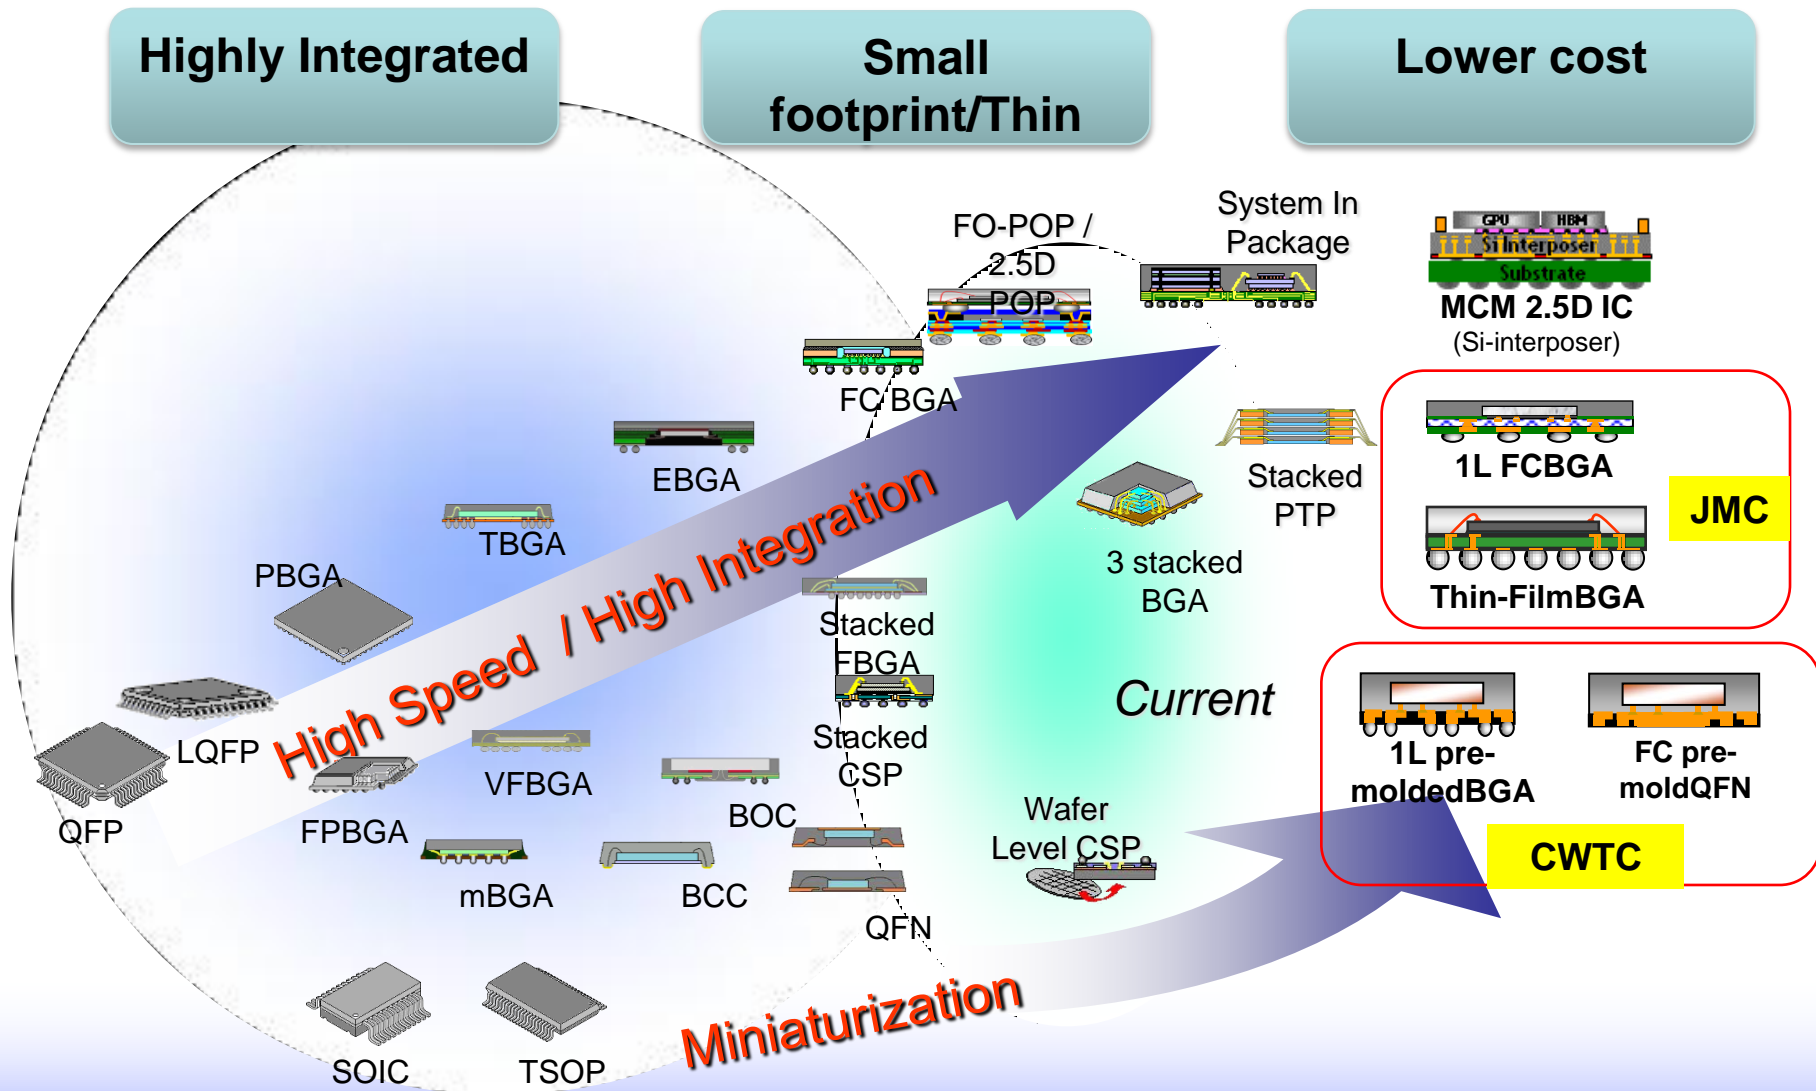 Highly Integrated
Small
footprint/Thin
Lower cost
System In
Package
FO-POP /
2.5D
POP
GPU
HBM
Si Interposer
Substrate
MCM 2.5D IC
(Si-interposer)
FC BGA
EBGA
TBGA
PBGA
LQFP
QFP
High Speed / High Integration
1L FCBGA
JMC
Thin-FilmBGA
Stacked
PTP
3 stacked
BGA
Stacked
FBGA
Stacked
CSP
Current
1L pre-
moldedBGA
FC pre-
moldQFN
CWTC
VFBGA
FPBGA
BOC
mBGA
BCC
QFN
Wafer
Level CSP
Miniaturization
SOIC
TSOP